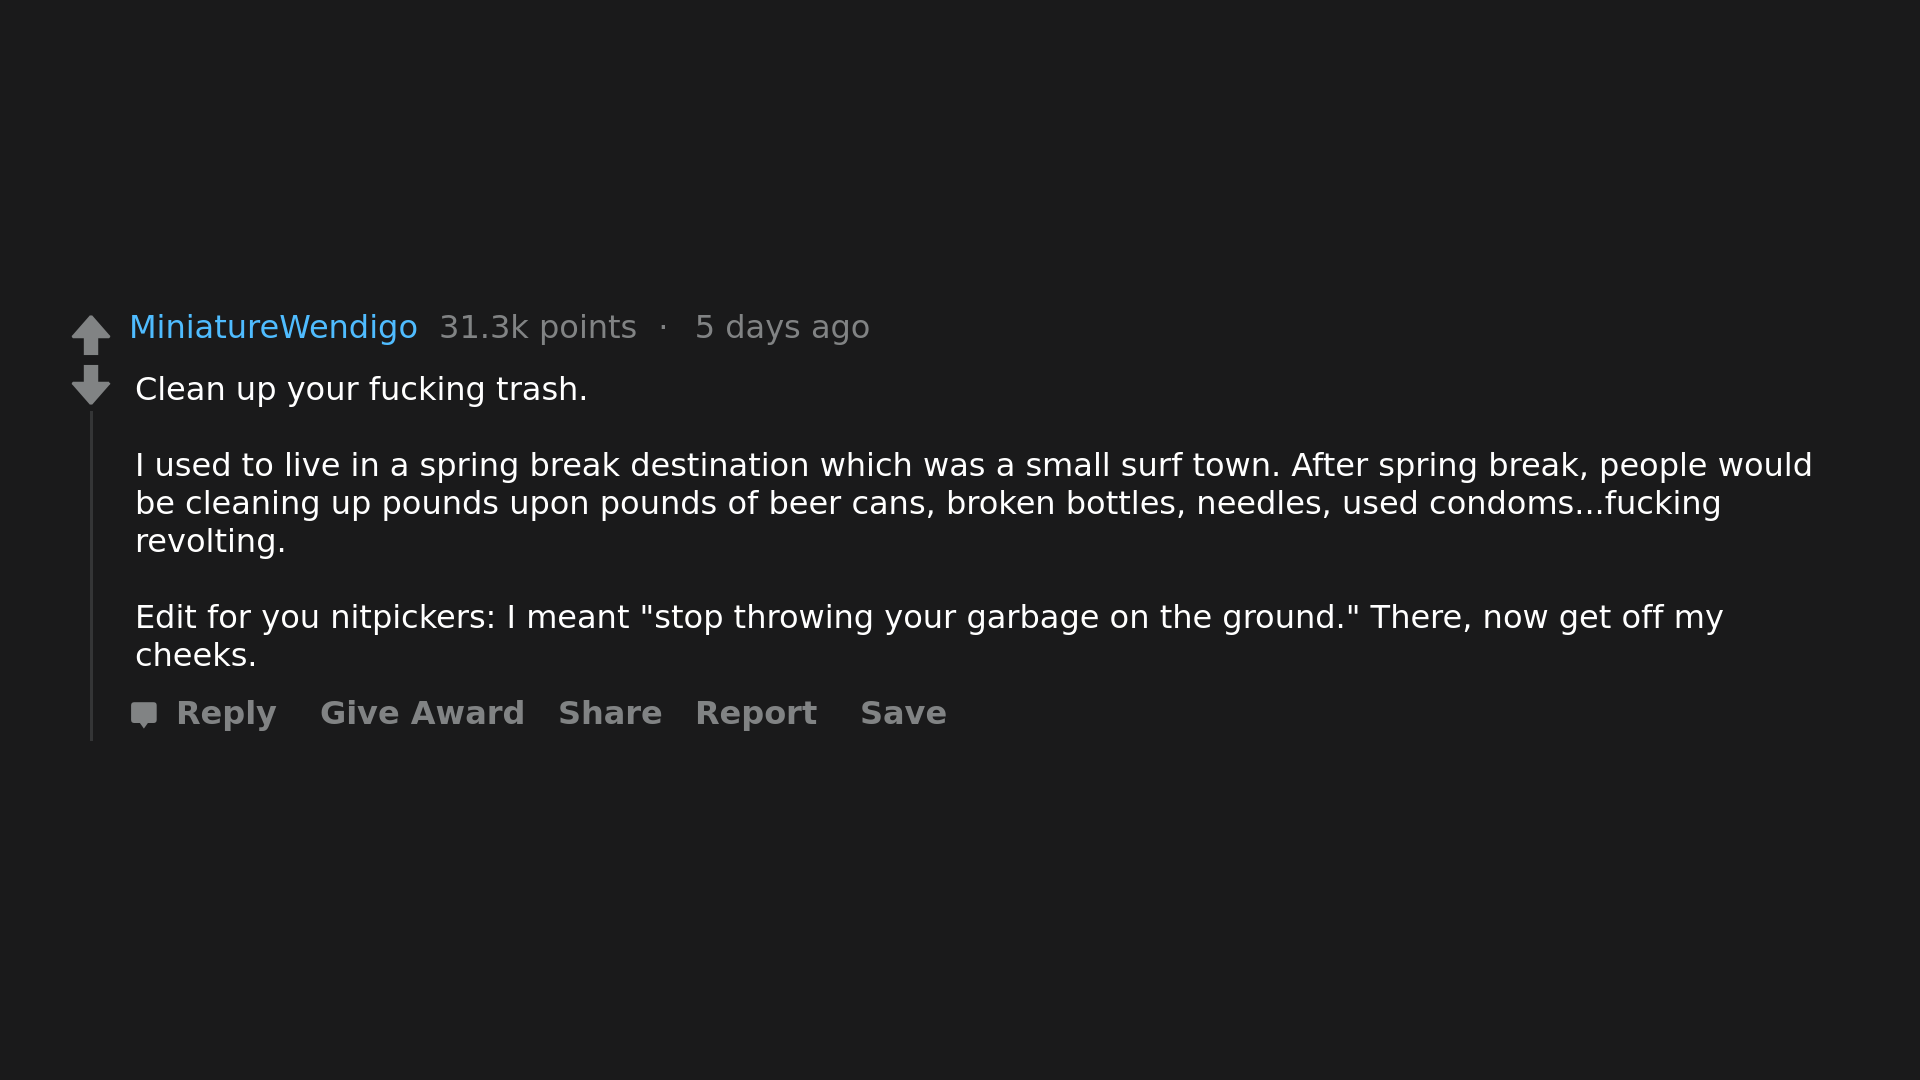 MiniatureWendigo 31.3k points · 5 days ago
Clean up your fucking trash.
I used to live in a spring break destination which was a small surf town. After spring break, people would
be cleaning up pounds upon pounds of beer cans, broken bottles, needles, used condoms...fucking
revolting.
Edit for you nitpickers: I meant "stop throwing your garbage on the ground." There, now get off my
cheeks.
Reply Give Award Share Report Save